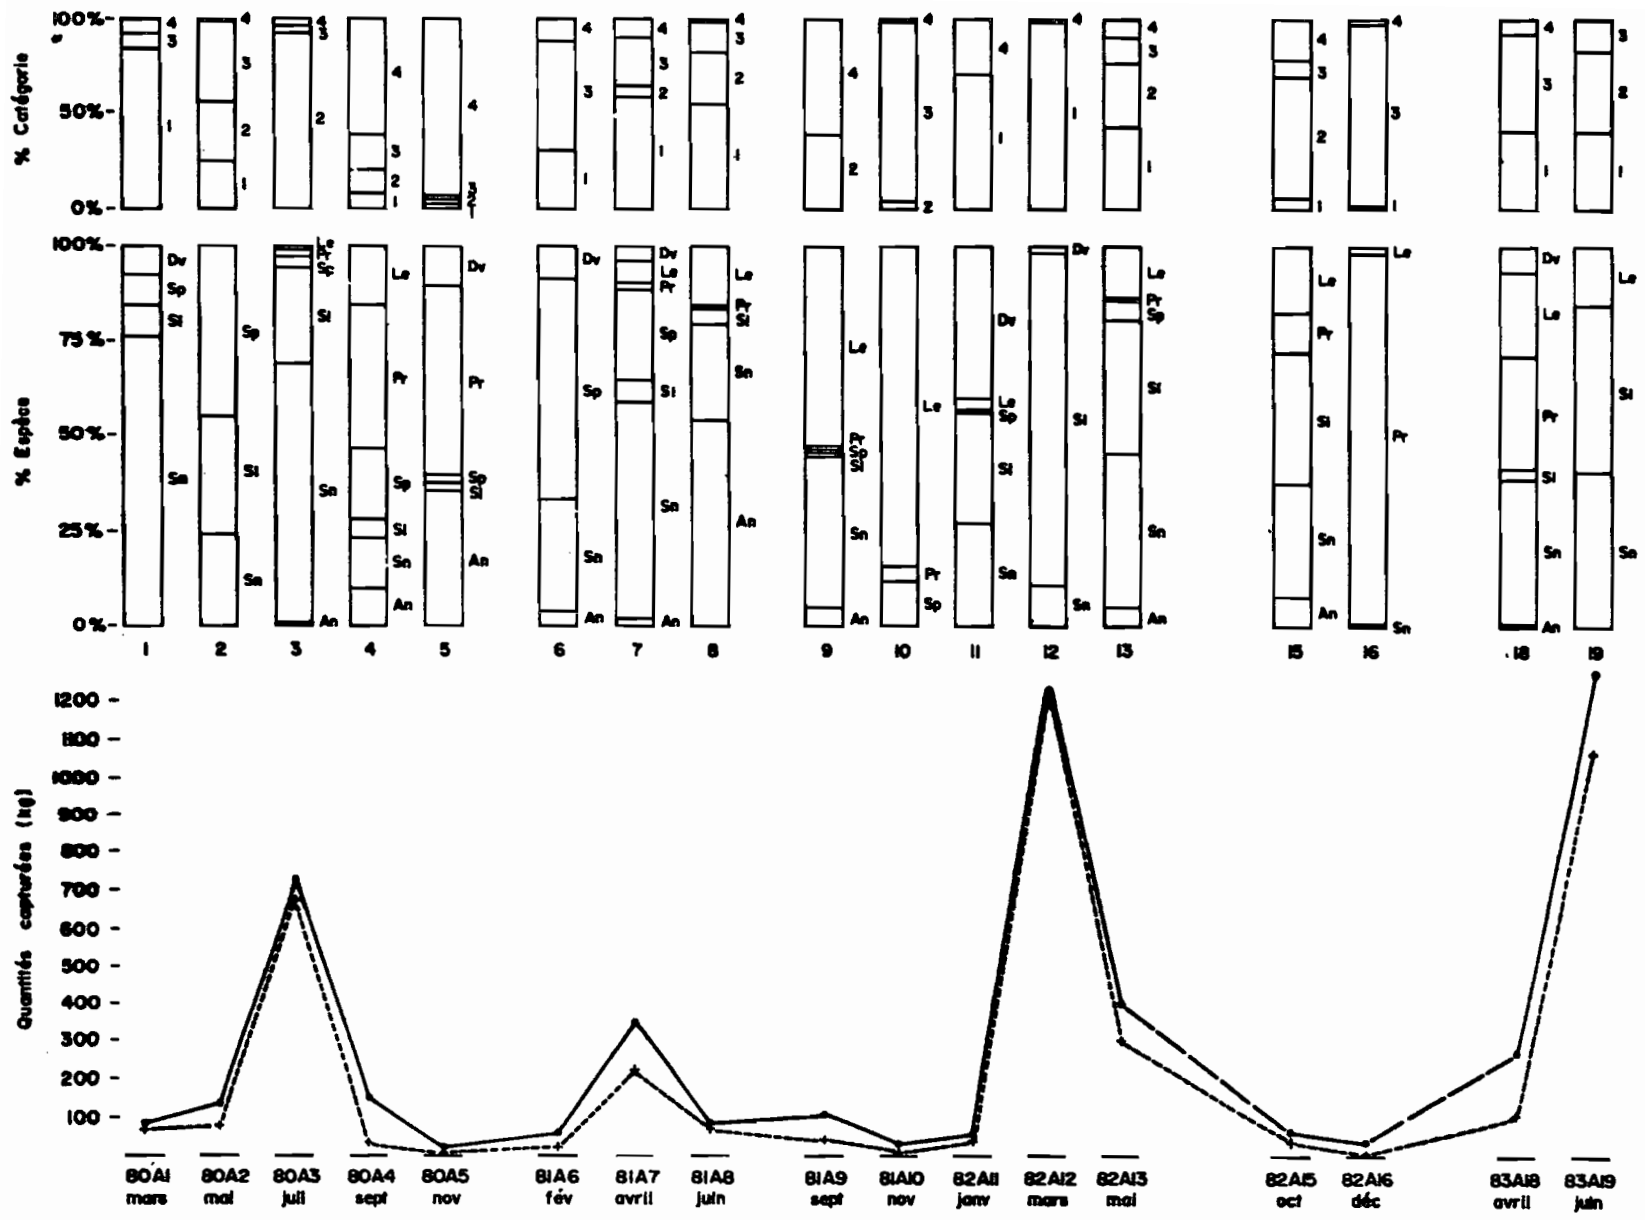 % Catégorie
100%
50%
0%
4 3 1
4 3 2 1
4 3 2
4 3 2 1
4
4 3 1
4 3 2 1
4 3 2 1
4 2
4 3 2
4 1
4 1
4 3 2 1
4 3 2 1
4 3 1
4 3 1
3 2 1
% Espèce
100%
75%
50%
25%
0%
Dv Sp Sl Sn
Sp Sl Sn
Sl Sn An
Le Pr Sp Sl Sn An
Dv Pr Sp Sl An
Dv Sp Sn An
Dv Le Pr Sp Sl Sn An
Le Pr Sl Sn An
Le Pr Sp Sl Sn An
Le Pr Sp
Dv Le Sp Sl Sn
Dv Sl Sn
Le Pr Sp Sl Sn An
Le Pr Sl Sn An
Le Pr Sn
Dv Le Pr Sl Sn An
Le Sl Sn
1 2 3 4 5 6 7 8 9 10 11 12 13 15 16 18 19
Quantités capturées (kg)
1200
1100
1000
900
800
700
600
500
400
300
200
100
80A1 80A2 80A3 80A4 80A5 81A6 81A7 81A8 81A9 81A10 82A11 82A12 82A13 82A15 82A16 83A18 83A19
mars mai juil sept nov fév avril juin sept nov janv mars mai oct déc avril juin